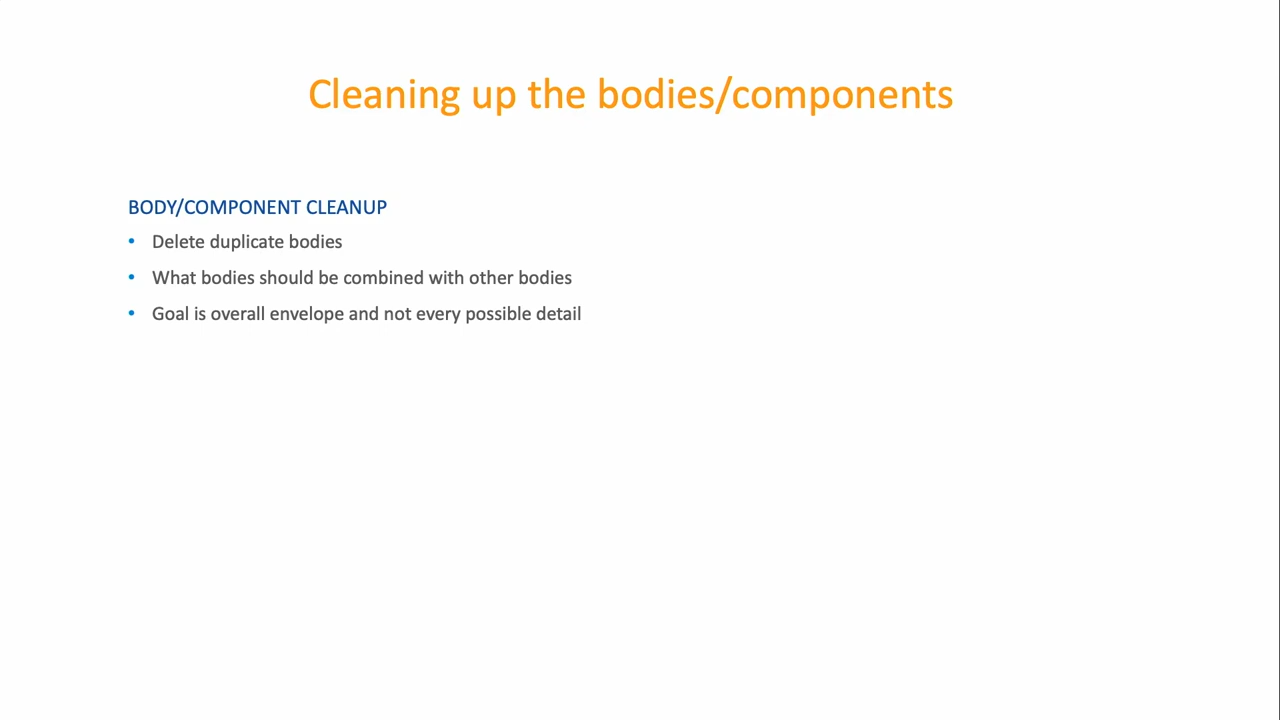 Cleaning up the bodies/components
BODY/COMPONENT CLEANUP
• Delete duplicate bodies
• What bodies should be combined with other bodies
• Goal is overall envelope and not every possible detail